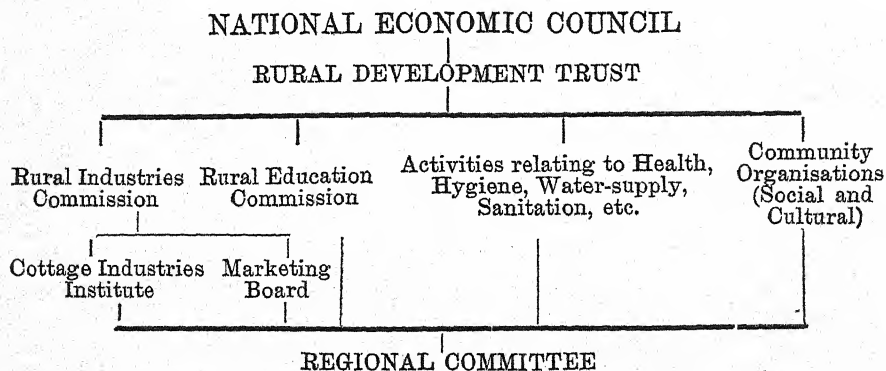 NATIONAL ECONOMIC COUNCIL
RURAL DEVELOPMENT TRUST
Rural Industries
Commission
Rural Education
Commission
Activities relating to Health,
Hygiene, Water-supply,
Sanitation, etc.
Community
Organisations
(Social and
Cultural)
Cottage Industries
Institute
Marketing
Board
REGIONAL COMMITTEE